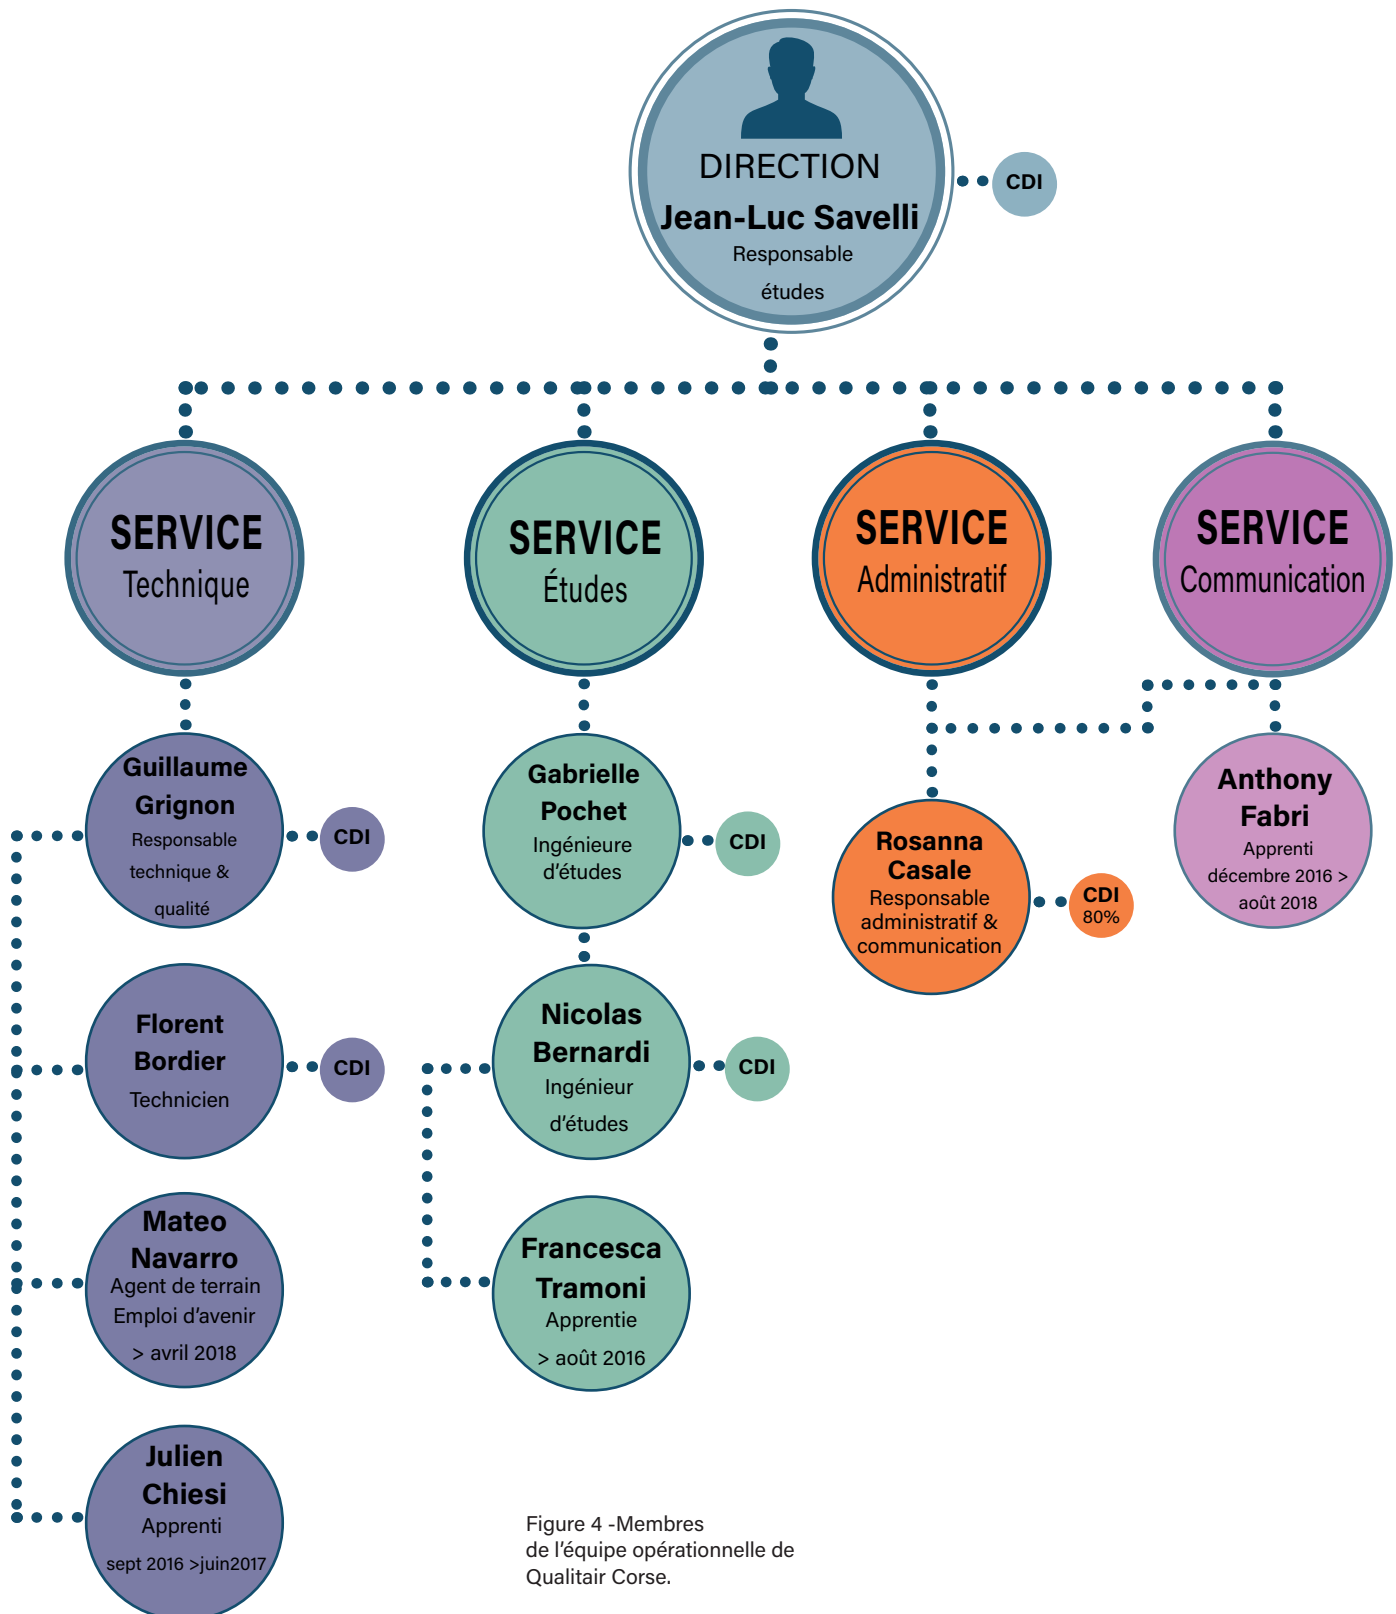 DIRECTION
Jean-Luc Savelli
Responsable
études
CDI
SERVICE
Technique
SERVICE
Études
SERVICE
Administratif
SERVICE
Communication
Guillaume
Grignon
Responsable
technique &
qualité
CDI
Florent
Bordier
Technicien
CDI
Mateo
Navarro
Agent de terrain
Emploi d'avenir
> avril 2018
Julien
Chiesi
Apprenti
sept 2016 >juin2017
Gabrielle
Pochet
Ingénieure
d'études
CDI
Nicolas
Bernardi
Ingénieur
d'études
CDI
Francesca
Tramoni
Apprentie
> août 2016
Rosanna
Casale
Responsable
administratif &
communication
CDI
80%
Anthony
Fabri
Apprenti
décembre 2016 >
août 2018
Figure 4 -Membres
de l'équipe opérationnelle de
Qualitair Corse.